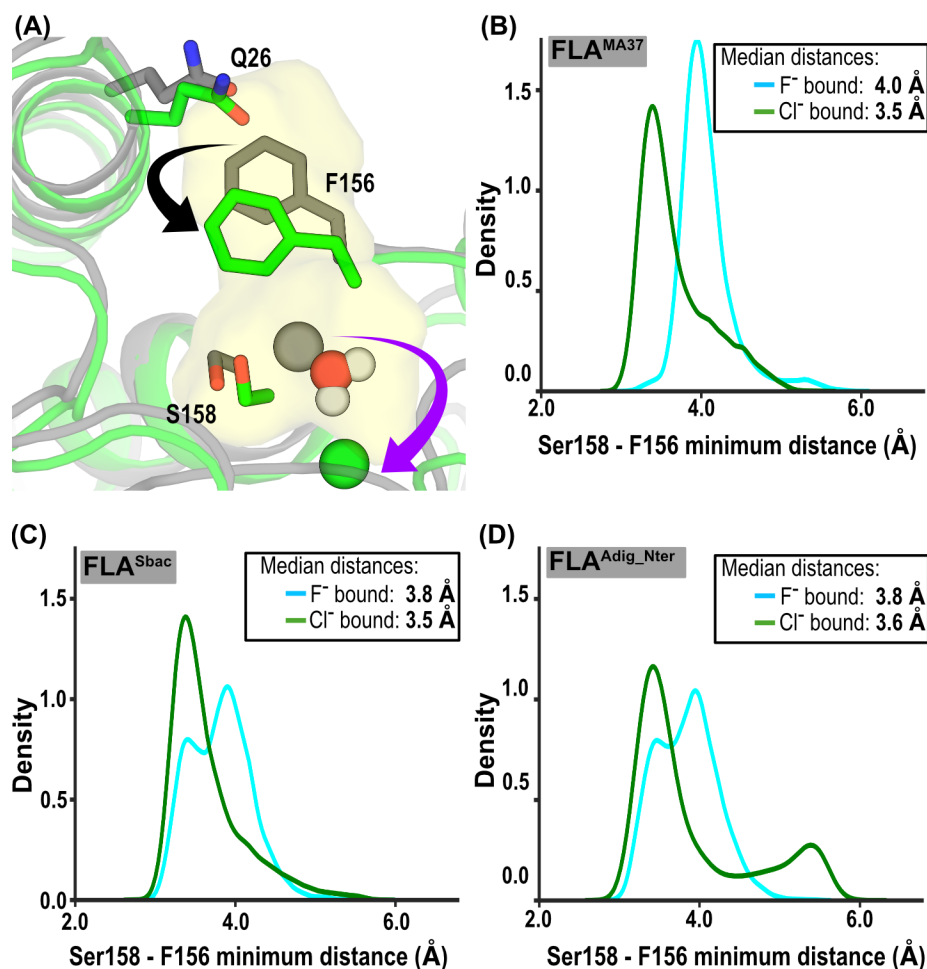 (A)
Q26
F156
S158
(B)
FLA^MA37
Median distances:
F⁻ bound: 4.0 Å
Cl⁻ bound: 3.5 Å
Density
1.5
1.0
0.5
0.0
2.0 4.0 6.0
Ser158 - F156 minimum distance (Å)
(C)
FLA^Sbac
Median distances:
F⁻ bound: 3.8 Å
Cl⁻ bound: 3.5 Å
Density
1.5
1.0
0.5
0.0
2.0 4.0 6.0
Ser158 - F156 minimum distance (Å)
(D)
FLA^Adig_Nter
Median distances:
F⁻ bound: 3.8 Å
Cl⁻ bound: 3.6 Å
Density
1.5
1.0
0.5
0.0
2.0 4.0 6.0
Ser158 - F156 minimum distance (Å)